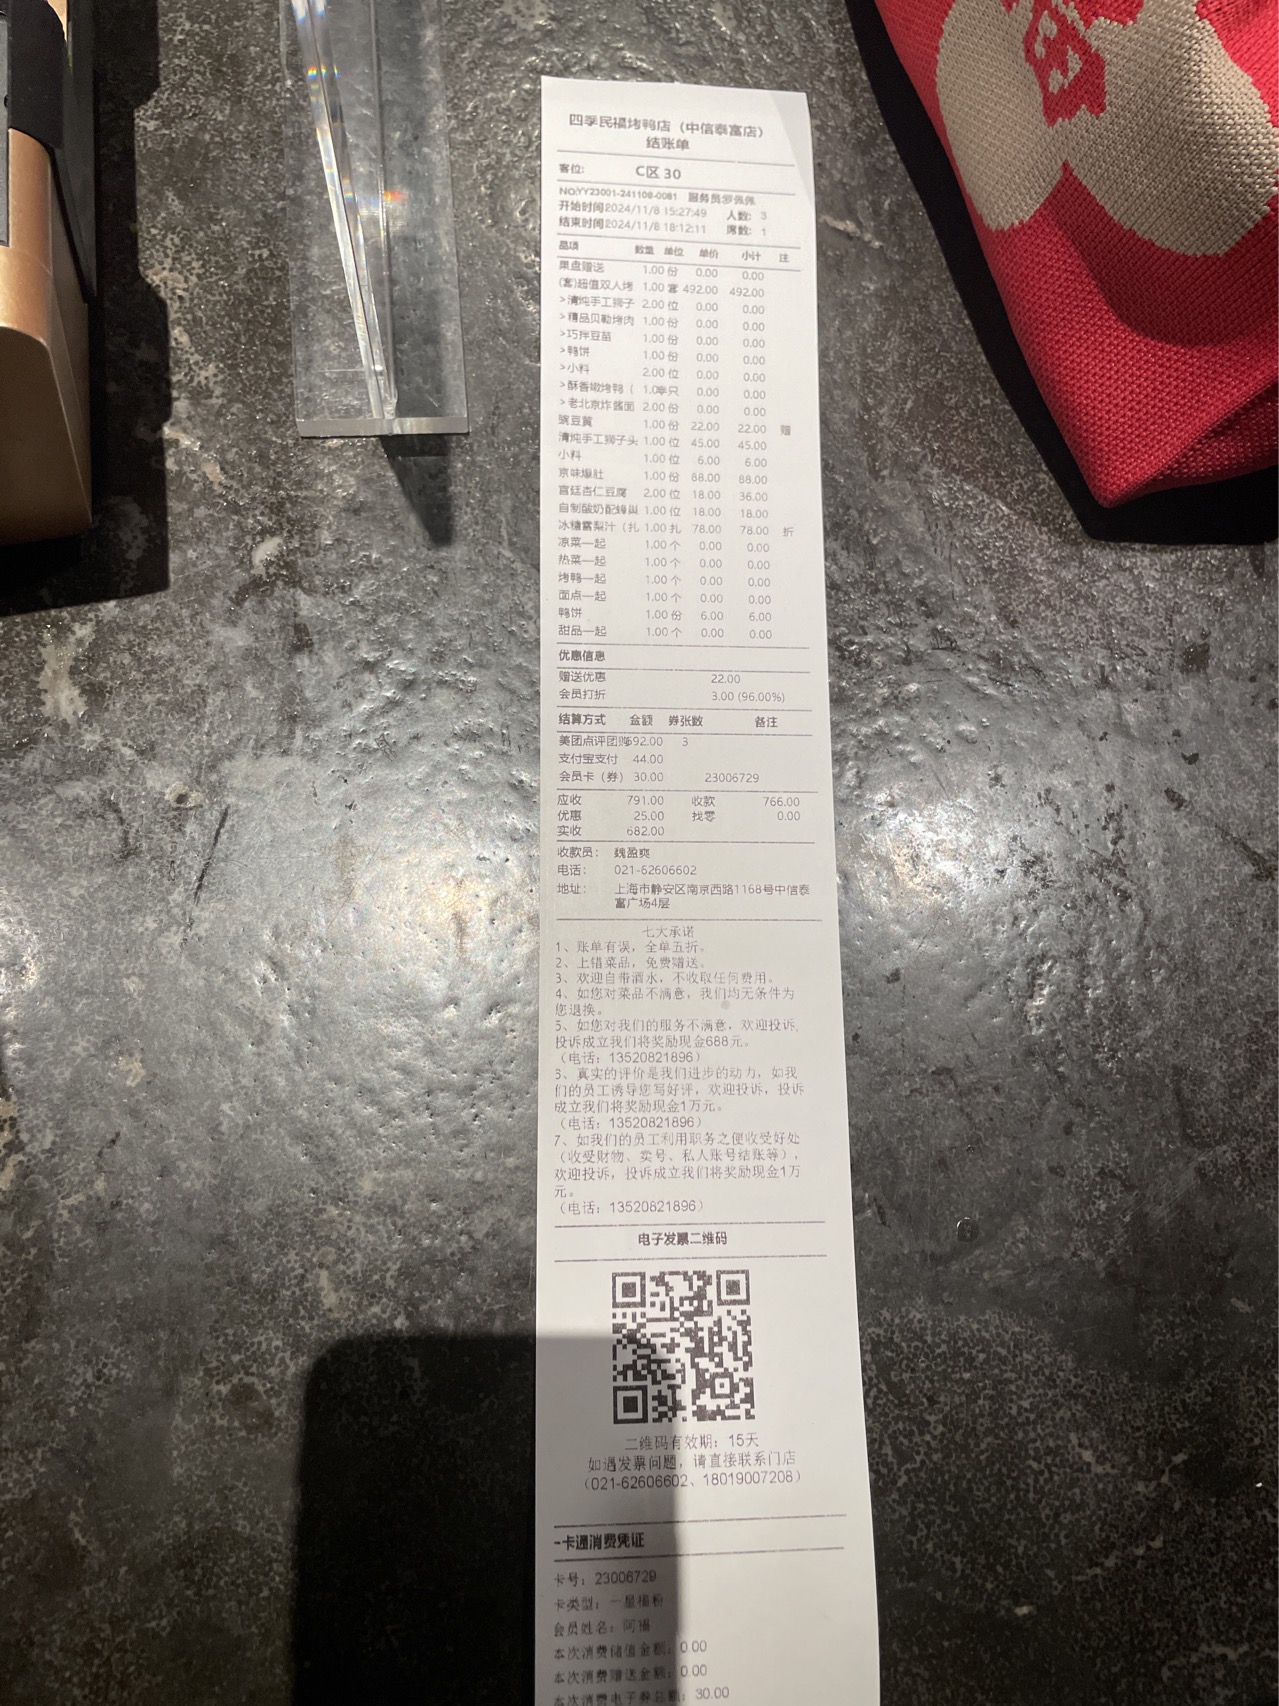 四季民福烤鸭店（中信泰富店）
结账单
客位： C区 30
NO:YY23001-241108-0081 服务员:罗佩佩
开始时间2024/11/8 15:27:49 人数: 3
结束时间2024/11/8 18:12:11 席数: 1
品项 数量 单位 单价 小计 注
果盘赠送 1.00 份 0.00 0.00
(套)超值双人烤 1.00 套 492.00 492.00
>清炖手工狮子 2.00 位 0.00 0.00
>精品贝勒烤肉 1.00 份 0.00 0.00
>巧拌豆苗 1.00 份 0.00 0.00
>鸭饼 1.00 份 0.00 0.00
>小料 2.00 位 0.00 0.00
>酥香嫩烤鸭（ 1.0 只 0.00 0.00
>老北京炸酱面 2.00 份 0.00 0.00
豌豆黄 1.00 份 22.00 22.00 赠
清炖手工狮子头 1.00 位 45.00 45.00
小料 1.00 位 6.00 6.00
京味爆肚 1.00 份 88.00 88.00
宫廷杏仁豆腐 2.00 位 18.00 36.00
自制酸奶配蜂巢 1.00 位 18.00 18.00
冰糖雪梨汁（扎 1.00 扎 78.00 78.00 折
凉菜一起 1.00 个 0.00 0.00
热菜一起 1.00 个 0.00 0.00
烤鸭一起 1.00 个 0.00 0.00
面点一起 1.00 个 0.00 0.00
鸭饼 1.00 份 6.00 6.00
甜品一起 1.00 个 0.00 0.00
优惠信息
赠送优惠 22.00
会员打折 3.00 (96.00%)
结算方式 金额 券张数 备注
美团点评团购692.00 3
支付宝支付 44.00
会员卡（券） 30.00 23006729
应收 791.00 收款 766.00
优惠 25.00 找零 0.00
实收 682.00
收款员： 魏盈爽
电话： 021-62606602
地址： 上海市静安区南京西路1168号中信泰
富广场4层
七大承诺
1、账单有误，全单五折。
2、上错菜品，免费赠送。
3、欢迎自带酒水，不收取任何费用。
4、如您对菜品不满意，我们均无条件为
您退换。
5、如您对我们的服务不满意，欢迎投诉，
投诉成立我们将奖励现金688元。
（电话：13520821896）
6、真实的评价是我们进步的动力，如我
们的员工诱导您写好评，欢迎投诉，投诉
成立我们将奖励现金1万元。
（电话：13520821896）
7、如我们的员工利用职务之便收受好处
（收受财物、卖号、私人账号结账等），
欢迎投诉，投诉成立我们将奖励现金1万
元。
（电话：13520821896）
电子发票二维码
二维码有效期：15天
如遇发票问题，请直接联系门店
（021-62606602、18019007208）
一卡通消费凭证
卡号：23006729
卡类型：一星福粉
会员姓名：阿福
本次消费储值金额：0.00
本次消费赠送金额：0.00
本次消费电子券总额：30.00